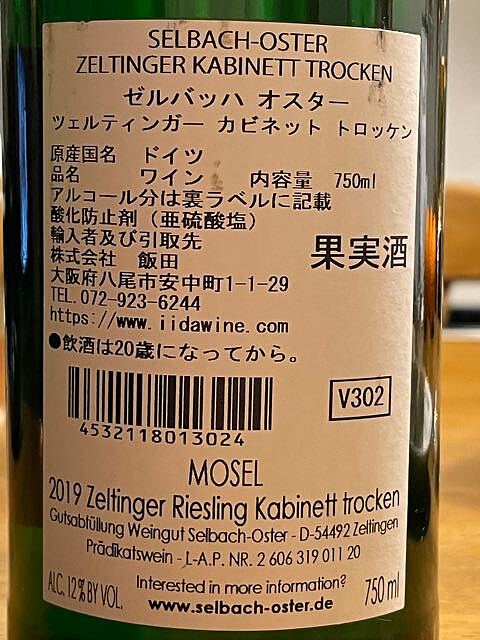 SELBACH-OSTER
ZELTINGER KABINETT TROCKEN
ゼルバッハ オスター
ツェルティンガー カビネット トロッケン
原産国名 ドイツ
品名 ワイン 内容量 750ml
アルコール分は裏ラベルに記載
酸化防止剤（亜硫酸塩）
輸入者及び引取先
株式会社 飯田
果実酒
大阪府八尾市安中町1-1-29
TEL.072-923-6244
https://www.iidawine.com
●飲酒は20歳になってから。
4532118013024
V302
MOSEL
2019 Zeltinger Riesling Kabinett trocken
Gutsabfüllung Weingut Selbach-Oster - D-54492 Zeltingen
Prädikatswein - L-A.P. NR. 2 606 319 011 20
ALC. 12% BY VOL. Interested in more information? 750 ml
www.selbach-oster.de